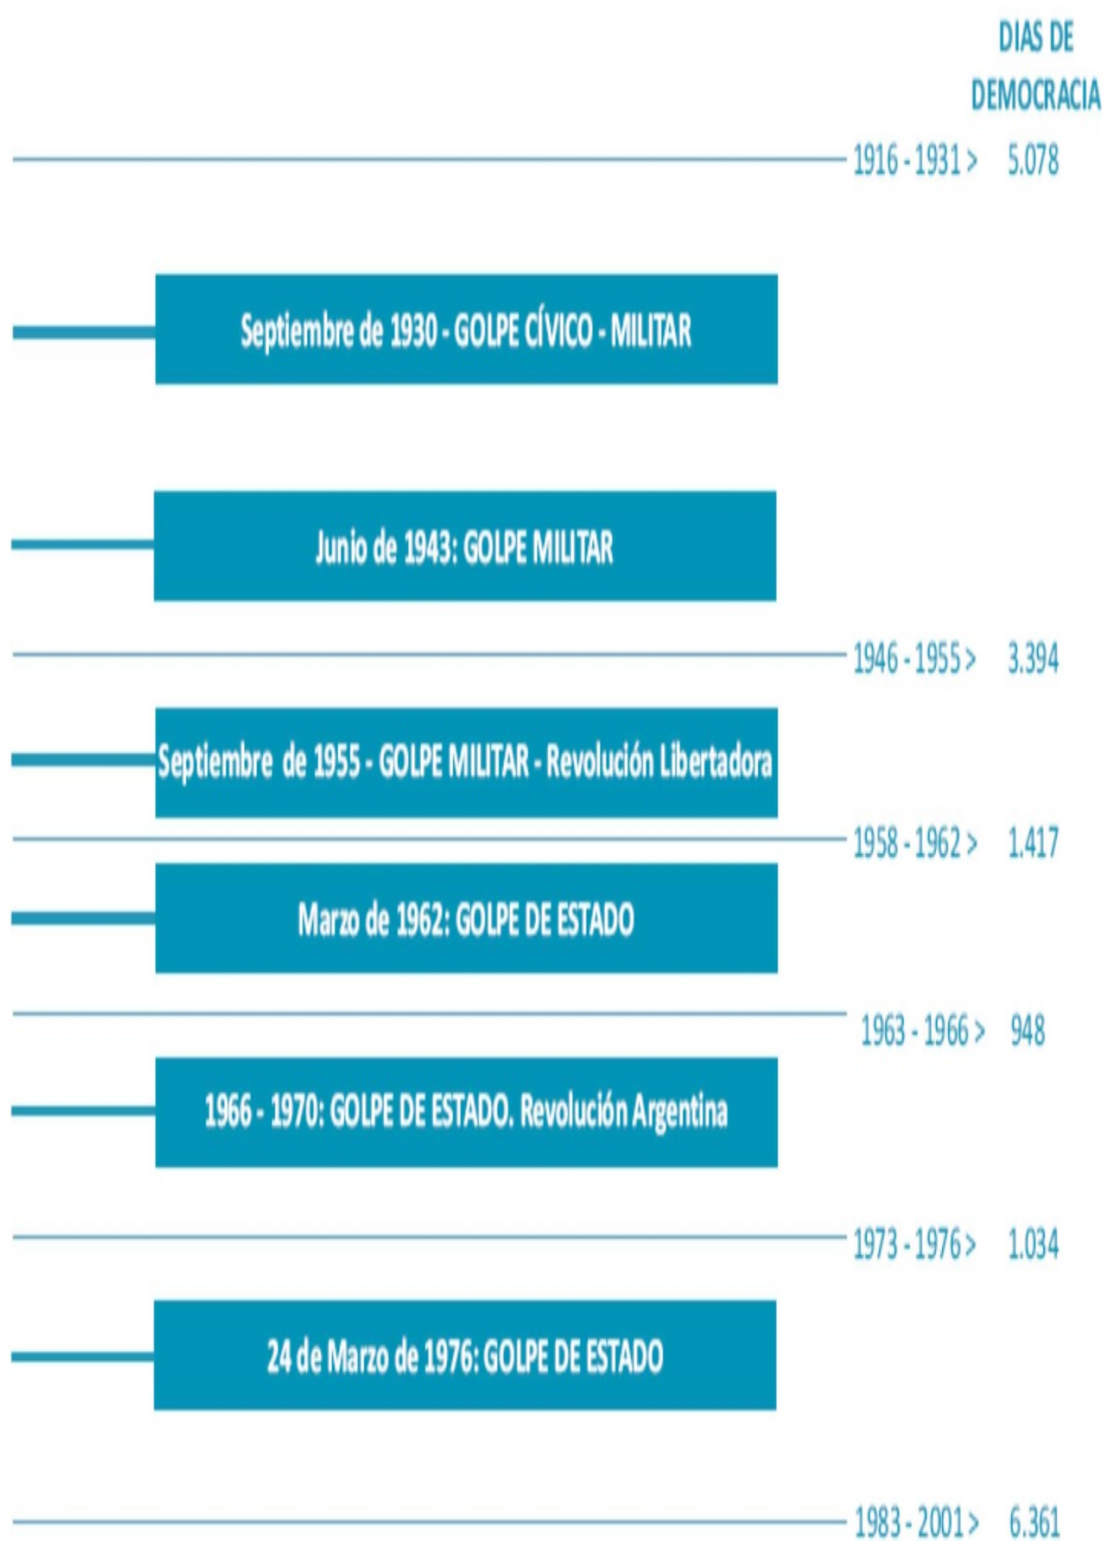 DIAS DE
DEMOCRACIA
1916 - 1931 > 5.078
Septiembre de 1930 - GOLPE CÍVICO - MILITAR
Junio de 1943: GOLPE MILITAR
1946 - 1955 > 3.394
Septiembre de 1955 - GOLPE MILITAR - Revolución Libertadora
1958 - 1962 > 1.417
Marzo de 1962: GOLPE DE ESTADO
1963 - 1966 > 948
1966 - 1970: GOLPE DE ESTADO. Revolución Argentina
1973 - 1976 > 1.034
24 de Marzo de 1976: GOLPE DE ESTADO
1983 - 2001 > 6.361